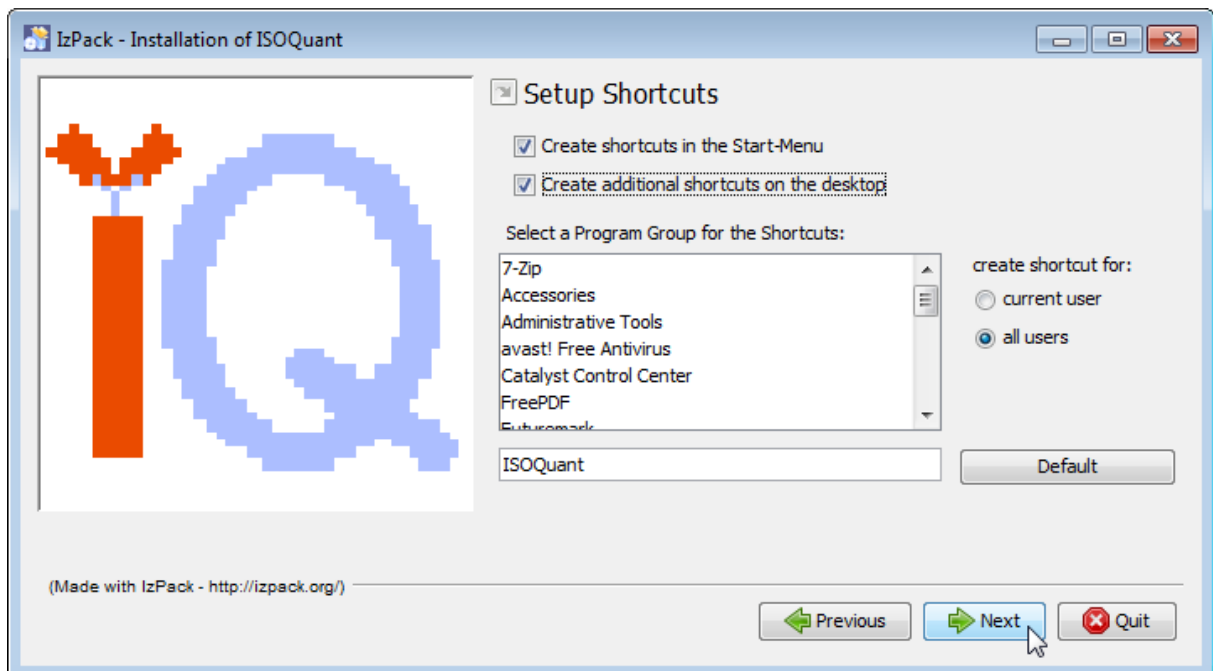 IzPack - Installation of ISOQuant
Setup Shortcuts
Create shortcuts in the Start-Menu
Create additional shortcuts on the desktop
Select a Program Group for the Shortcuts:
7-Zip
Accessories
Administrative Tools
avast! Free Antivirus
Catalyst Control Center
FreePDF
Futuremark
create shortcut for:
current user
all users
ISOQuant
Default
(Made with IzPack - http://izpack.org/)
Previous
Next
Quit